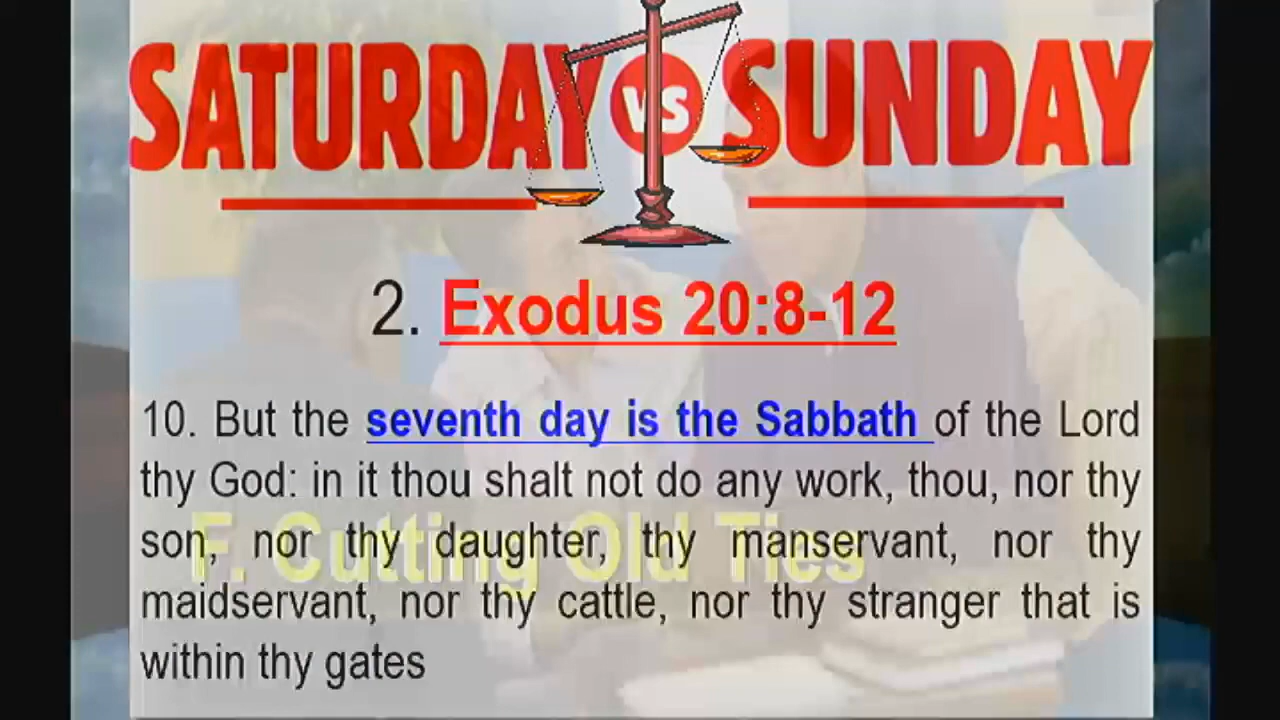 SATURDAY VS SUNDAY
2. Exodus 20:8-12
10. But the seventh day is the Sabbath of the Lord
thy God: in it thou shalt not do any work, thou, nor thy
son, nor thy daughter, thy manservant, nor thy
F. Cutting Old Ties
maidservant, nor thy cattle, nor thy stranger that is
within thy gates